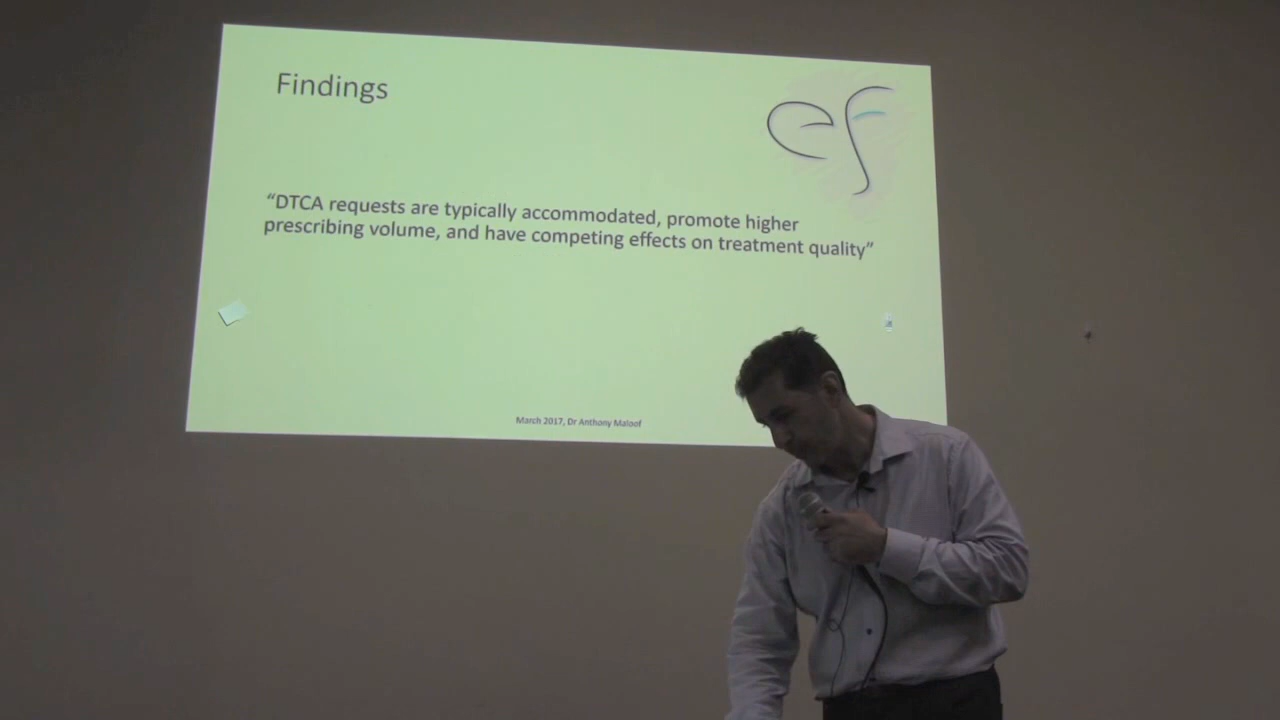 Findings
ef
“DTCA requests are typically accommodated, promote higher
prescribing volume, and have competing effects on treatment quality”
March 2017, Dr Anthony Maloof